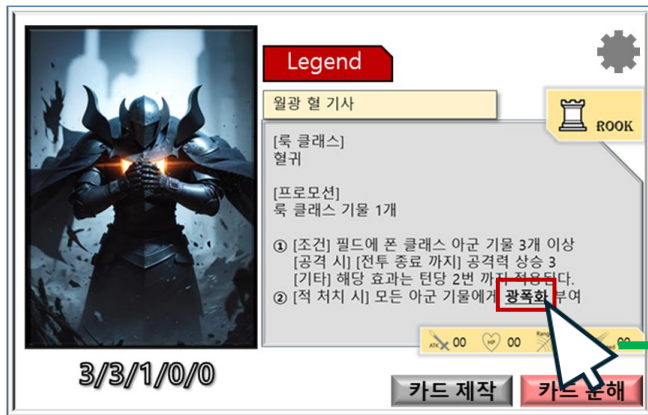 Legend
월광 혈 기사
ROOK
[룩 클래스]
혈귀
[프로모션]
룩 클래스 기물 1개
① [조건] 필드에 폰 클래스 아군 기물 3개 이상
[공격 시] [전투 종료 까지] 공격력 상승 3
[기타] 해당 효과는 턴당 2번 까지 적용된다.
② [적 처치 시] 모든 아군 기물에게 광폭화 부여
ATK 00 HP 00 Range 00
3/3/1/0/0
카드 제작
카드 분해